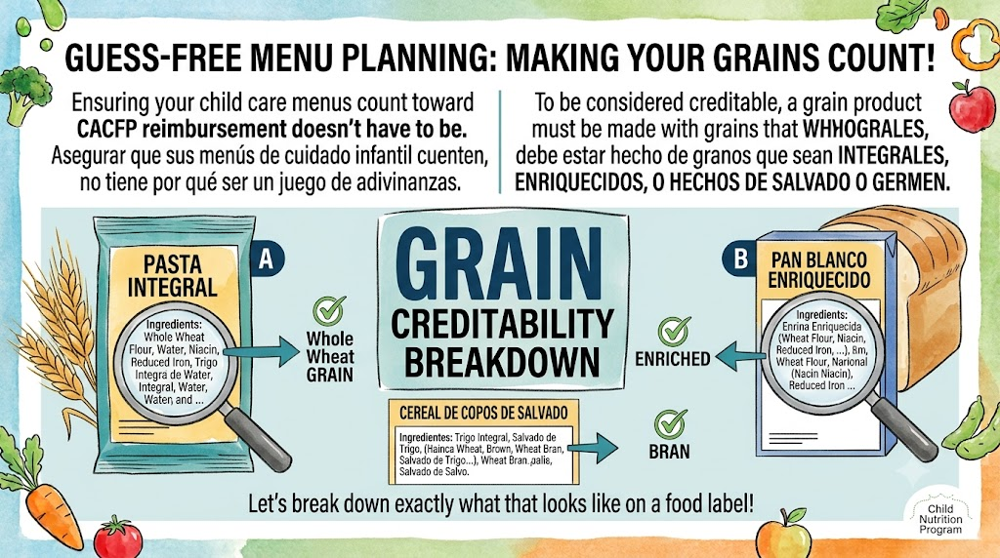 GUESS-FREE MENU PLANNING: MAKING YOUR GRAINS COUNT!
Ensuring your child care menus count toward
CACFP reimbursement doesn't have to be.
Asegurar que sus menús de cuidado infantil cuenten,
no tiene por qué ser un juego de adivinanzas.
To be considered creditable, a grain product
must be made with grains that WHHOGRALES,
debe estar hecho de granos que sean INTEGRALES,
ENRIQUECIDOS, O HECHOS DE SALVADO O GERMEN.
PASTA
INTEGRAL
Ingredients:
Whole Wheat
Flour, Water, Niacin,
Reduced Iron, Trigo
Integra de Water,
Integral, Water,
Water, and ...
A
Whole
Wheat
GRAIN
GRAIN
CREDITABILITY
BREAKDOWN
CEREAL DE COPOS DE SALVADO
Ingredientes: Trigo Integral, Salvado de
Trigo, (Hainca Wheat, Brown, Wheat Bran,
Salvado de Trigo...), Wheat Bran, palis,
Salvado de Salvo.
BRAN
B
ENRICHED
PAN BLANCO
ENRIQUECIDO
Ingredients:
Enrina Enriquecida
(Wheat Flour, Niacin,
Reduced Iron, ...),
Wheat Flour, Narional
(Nacin Niacin),
Reduced Iron ...
Let's break down exactly what that looks like on a food label!
Child
Nutrition
Program